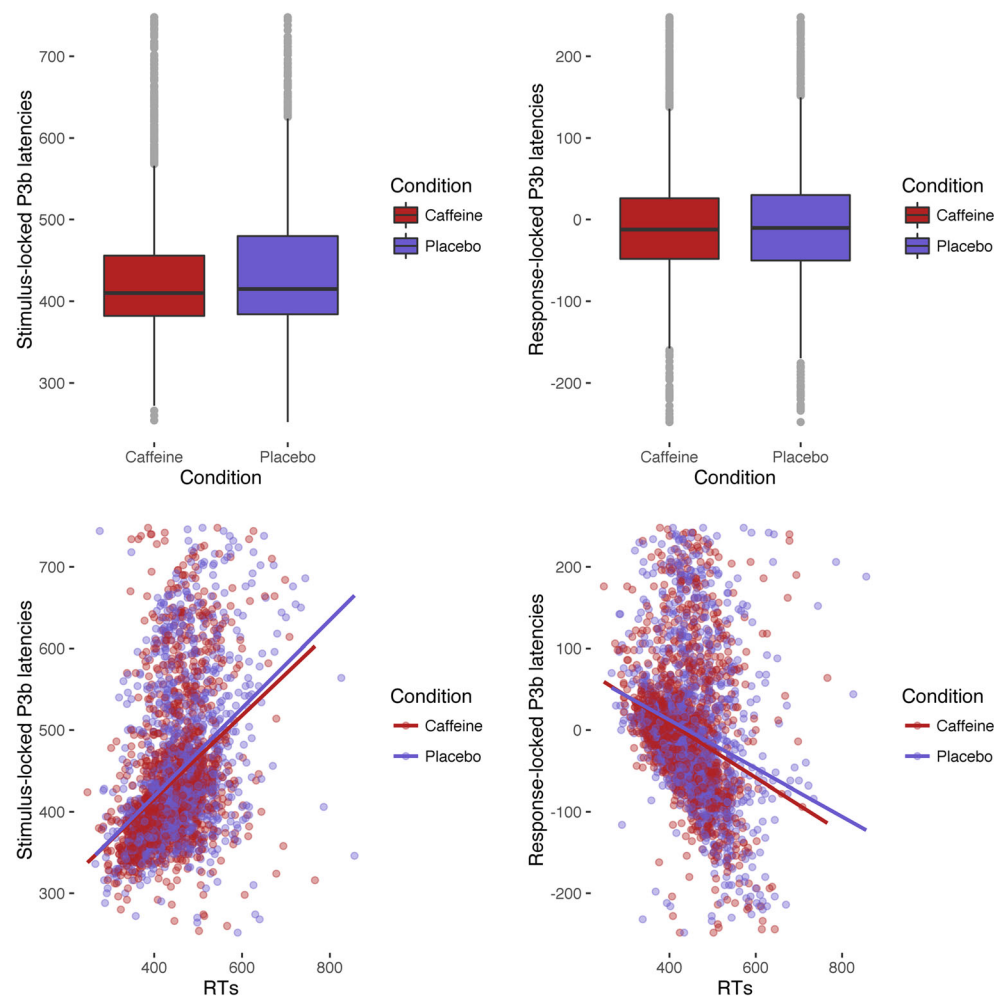 Stimulus-locked P3b latencies
700
600
500
400
300
Caffeine Placebo
Condition
Condition
Caffeine
Placebo
Response-locked P3b latencies
200
100
0
-100
-200
Caffeine Placebo
Condition
Condition
Caffeine
Placebo
Stimulus-locked P3b latencies
700
600
500
400
300
400 600 800
RTs
Condition
Caffeine
Placebo
Response-locked P3b latencies
200
100
0
-100
-200
400 600 800
RTs
Condition
Caffeine
Placebo